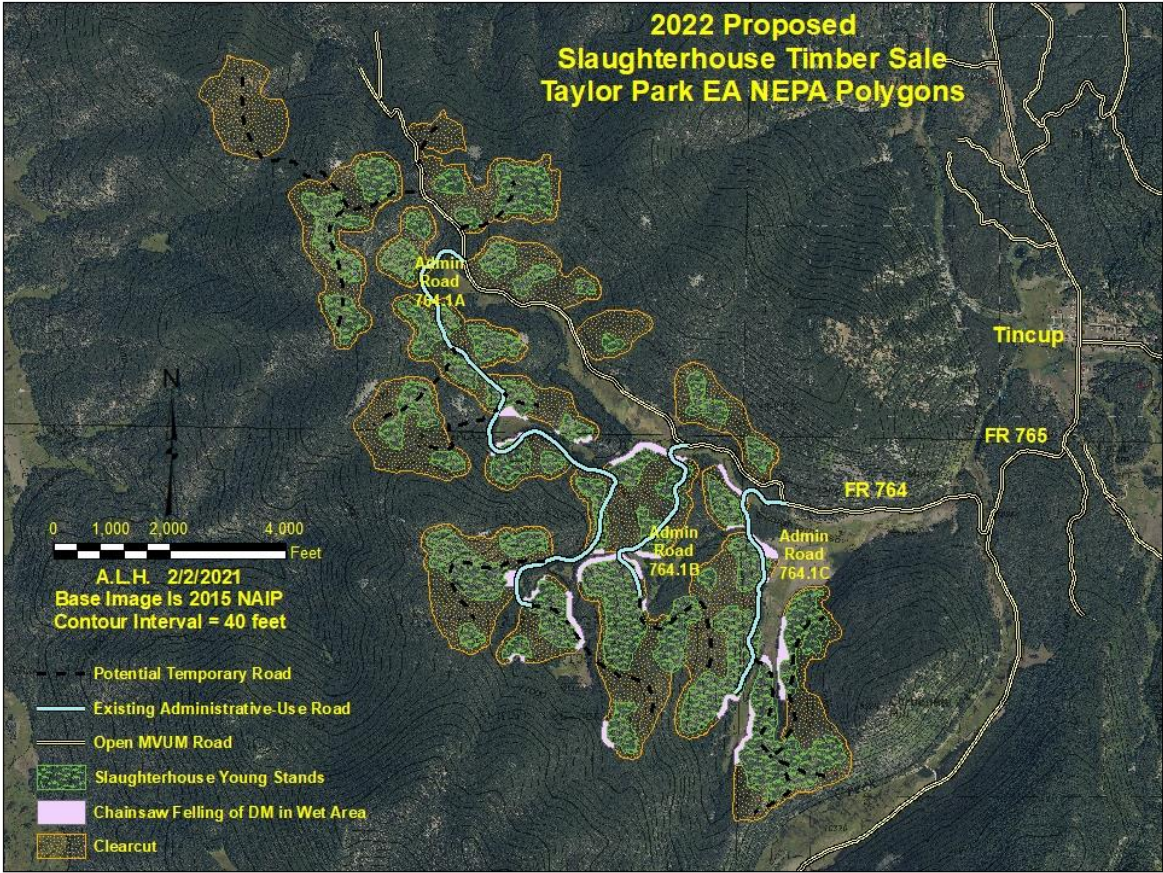 2022 Proposed
Slaughterhouse Timber Sale
Taylor Park EA NEPA Polygons
Admin
Road
764.1A
Tincup
N
FR 765
FR 764
0 1,000 2,000 4,000
Feet
Admin
Road
764.1B
Admin
Road
764.1C
A.L.H. 2/2/2021
Base Image Is 2015 NAIP
Contour Interval = 40 feet
Potential Temporary Road
Existing Administrative-Use Road
Open MVUM Road
Slaughterhouse Young Stands
Chainsaw Felling of DM in Wet Area
Clearcut